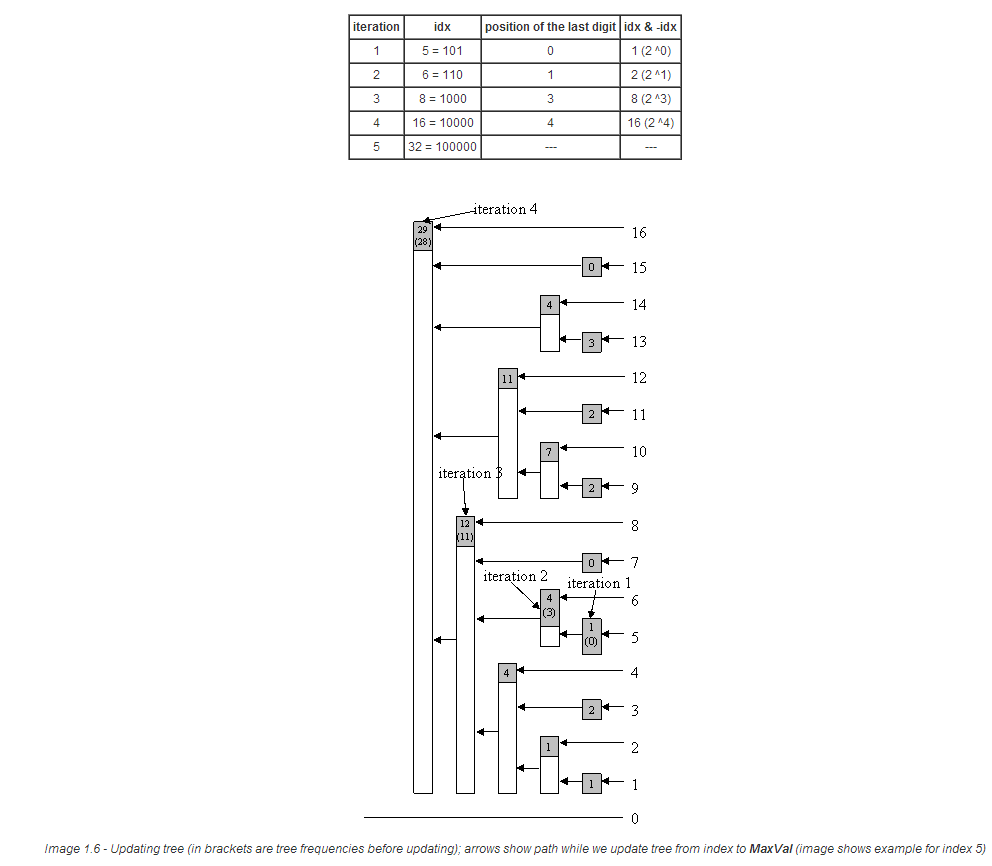 iteration idx position of the last digit idx & -idx
1 5 = 101 0 1 (2 ^0)
2 6 = 110 1 2 (2 ^1)
3 8 = 1000 3 8 (2 ^3)
4 16 = 10000 4 16 (2 ^4)
5 32 = 100000 --- ---
iteration 4
29
(28)
16
0 15
4 14
3 13
11 12
2 11
7 10
iteration 3
2 9
12
(11)
8
0 7
iteration 2 iteration 1
4
(3)
6
1
(0)
5
4 4
2 3
1 2
1 1
0
Image 1.6 - Updating tree (in brackets are tree frequencies before updating); arrows show path while we update tree from index to MaxVal (image shows example for index 5)